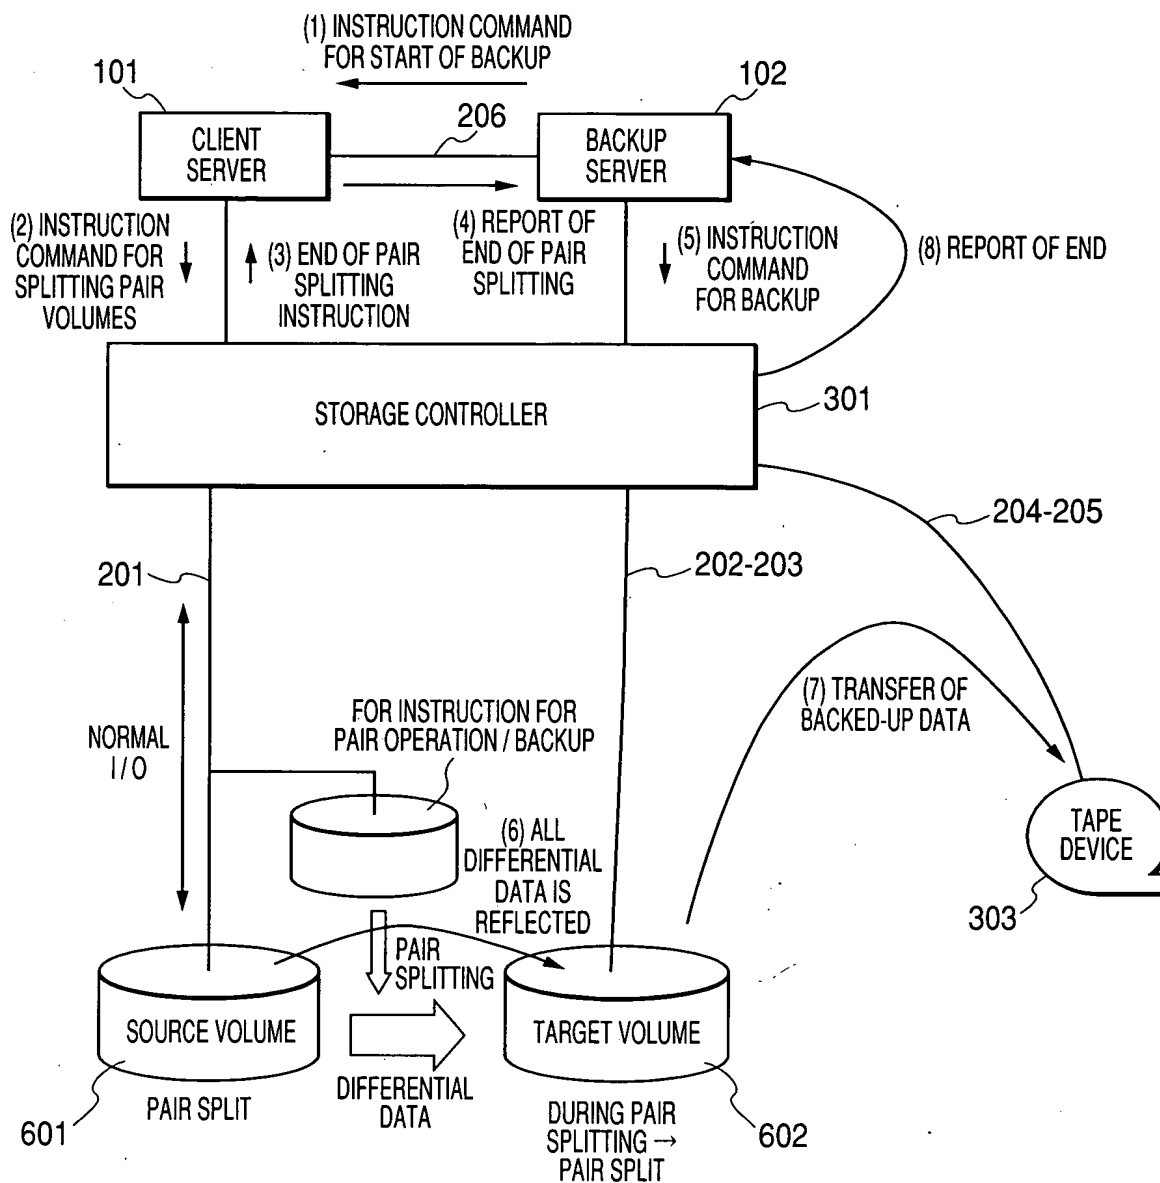 (1) INSTRUCTION COMMAND
FOR START OF BACKUP
101
102
206
CLIENT
SERVER
BACKUP
SERVER
(2) INSTRUCTION
COMMAND FOR
SPLITTING PAIR
VOLUMES
(3) END OF PAIR
SPLITTING
INSTRUCTION
(4) REPORT OF
END OF PAIR
SPLITTING
(5) INSTRUCTION
COMMAND
FOR BACKUP
(8) REPORT OF END
STORAGE CONTROLLER
301
204-205
201
202-203
NORMAL
I/O
FOR INSTRUCTION FOR
PAIR OPERATION / BACKUP
(7) TRANSFER OF
BACKED-UP DATA
(6) ALL
DIFFERENTIAL
DATA IS
REFLECTED
TAPE
DEVICE
303
PAIR
SPLITTING
SOURCE VOLUME
TARGET VOLUME
DIFFERENTIAL
DATA
601
PAIR SPLIT
DURING PAIR
SPLITTING →
PAIR SPLIT
602